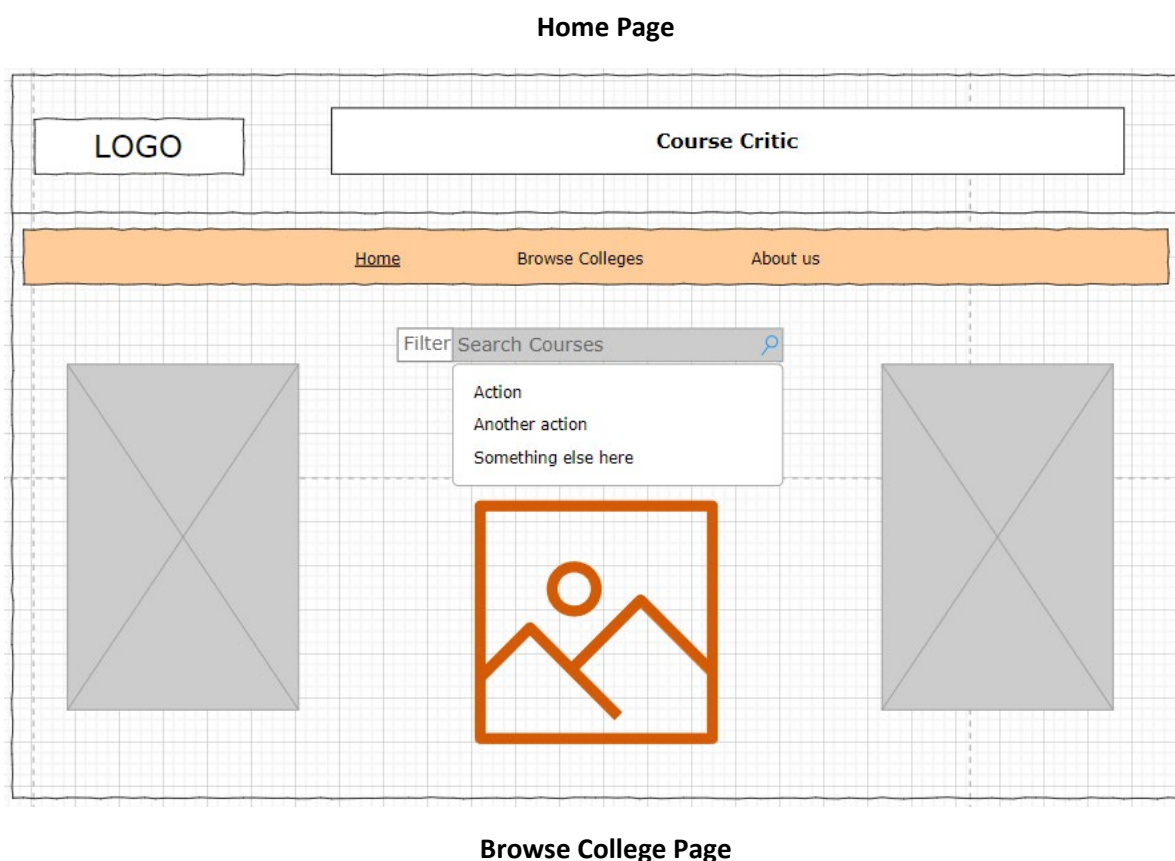 Home Page
LOGO
Course Critic
Home Browse Colleges About us
Filter Search Courses
Action
Another action
Something else here
Browse College Page